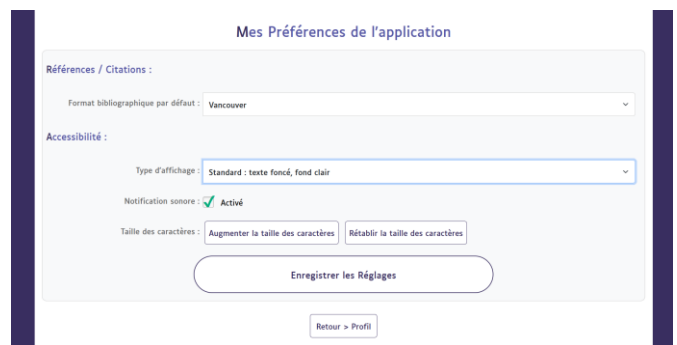 Mes Préférences de l'application
Références / Citations :
Format bibliographique par défaut : Vancouver
Accessibilité :
Type d'affichage : Standard : texte foncé, fond clair
Notification sonore : Activé
Taille des caractères : Augmenter la taille des caractères Rétablir la taille des caractères
Enregistrer les Réglages
Retour > Profil